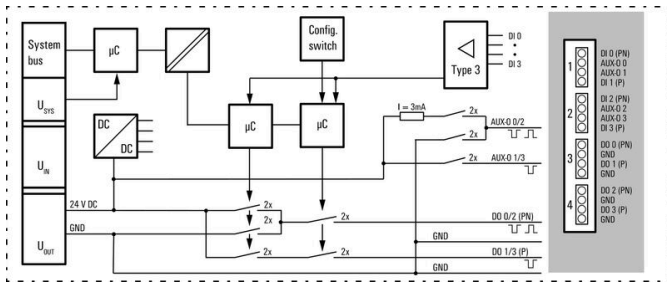 System
bus
µC
Config.
switch
Type 3
DI 0
DI 3
U SYS
DC
DC
µC
µC
I = 3mA
2x
2x
AUX-O 0/2
2x
AUX-O 1/3
U IN
24 V DC
2x
2x
2x
DO 0/2 (PN)
GND
GND
U OUT
2x
2x
DO 1/3 (P)
GND
1
DI 0 (PN)
AUX-O 0
AUX-O 1
DI 1 (P)
2
DI 2 (PN)
AUX-O 2
AUX-O 3
DI 3 (P)
3
DO 0 (PN)
GND
DO 1 (P)
GND
4
DO 2 (PN)
GND
DO 3 (P)
GND